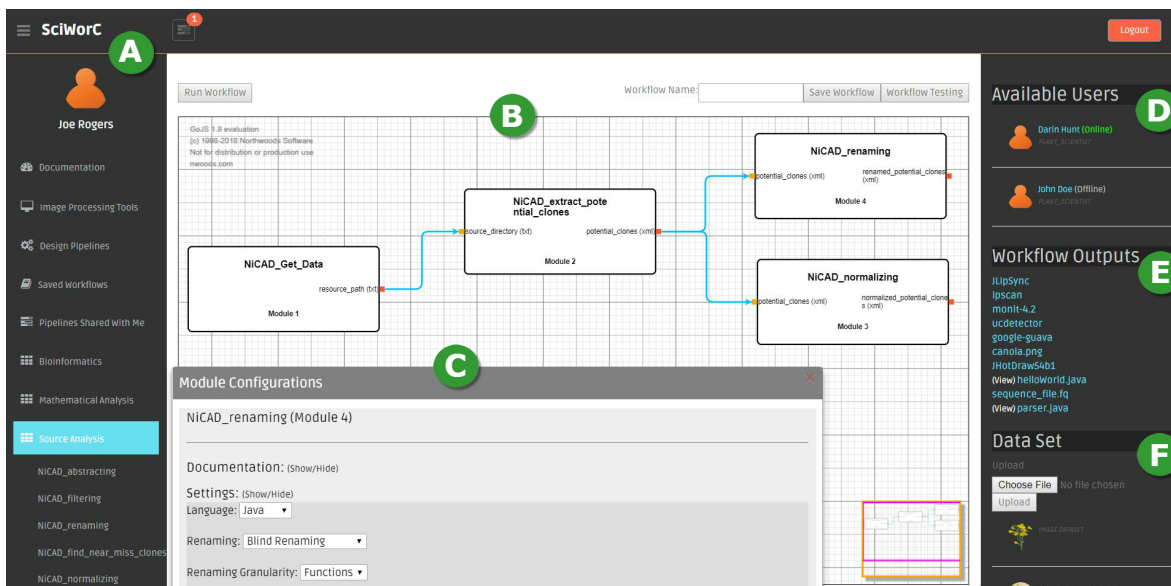 SciWorC
1
Logout
A
Joe Rogers
Documentation
Image Processing Tools
Design Pipelines
Saved Workflows
Pipelines Shared With Me
Bioinformatics
Mathematical Analysis
Source Analysis
NiCAD_abstracting
NiCAD_filtering
NiCAD_renaming
NiCAD_find_near_miss_clones
NiCAD_normalizing
Run Workflow
Workflow Name:
Save Workflow
Workflow Testing
B
GoJS 1.8 evaluation
(c) 1998-2018 Northwoods Software
Not for distribution or production use
nwoods.com
NiCAD_Get_Data
resource_path (txt)
Module 1
NiCAD_extract_pote
ntial_clones
source_directory (txt)
potential_clones (xml)
Module 2
NiCAD_renaming
potential_clones (xml)
renamed_potential_clones
(xml)
Module 4
NiCAD_normalizing
potential_clones (xml)
normalized_potential_clone
s (xml)
Module 3
C
Module Configurations
NiCAD_renaming (Module 4)
Documentation: (Show/Hide)
Settings: (Show/Hide)
Language: Java
Renaming: Blind Renaming
Renaming Granularity: Functions
Available Users
D
Darin Hunt (Online)
PLANT_SCIENTIST
John Doe (Offline)
PLANT_SCIENTIST
Workflow Outputs
E
JLipSync
ipscan
monit-4.2
ucdetector
google-guava
canola.png
JHotDraw54b1
(View) helloWorld.java
sequence_file.fq
(View) parser.java
Data Set
F
Upload
Choose File No file chosen
Upload
IMAGE DATASET